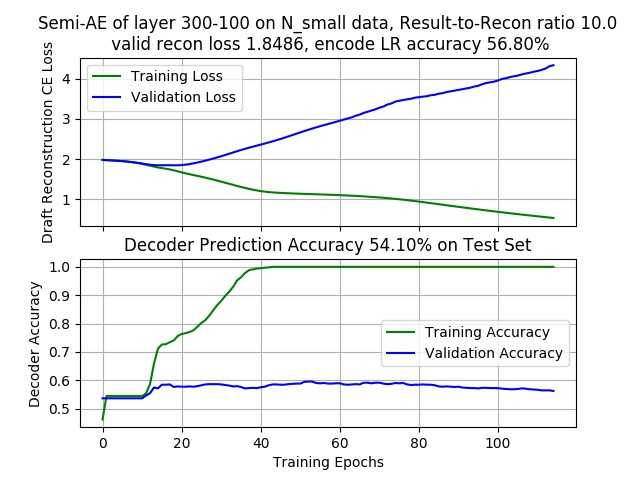 Semi-AE of layer 300-100 on N_small data, Result-to-Recon ratio 10.0
valid recon loss 1.8486, encode LR accuracy 56.80%
Draft Reconstruction CE Loss
4
3
2
1
Training Loss
Validation Loss
Decoder Prediction Accuracy 54.10% on Test Set
Decoder Accuracy
1.0
0.9
0.8
0.7
0.6
0.5
Training Accuracy
Validation Accuracy
0 20 40 60 80 100
Training Epochs